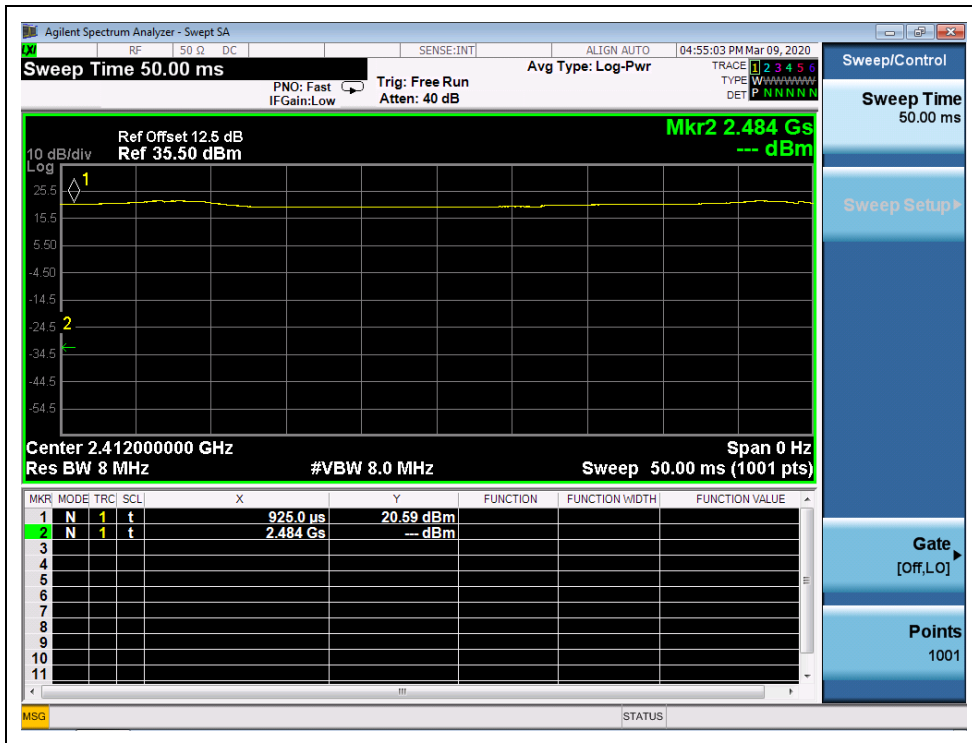 Agilent Spectrum Analyzer - Swept SA
LXI RF 50 Ω DC SENSE:INT ALIGN AUTO 04:55:03 PM Mar 09, 2020
Sweep Time 50.00 ms
PNO: Fast
IFGain:Low
Trig: Free Run
Atten: 40 dB
Avg Type: Log-Pwr
TRACE 1 2 3 4 5 6
TYPE WWWWWWW
DET P N N N N N
Ref Offset 12.5 dB
Ref 35.50 dBm
Mkr2 2.484 Gs
--- dBm
10 dB/div
Log
25.5
15.5
5.50
-4.50
-14.5
-24.5
-34.5
-44.5
-54.5
1
2
Center 2.412000000 GHz Span 0 Hz
Res BW 8 MHz #VBW 8.0 MHz Sweep 50.00 ms (1001 pts)
MKR MODE TRC SCL X Y FUNCTION FUNCTION WIDTH FUNCTION VALUE
1 N 1 t 925.0 µs 20.59 dBm
2 N 1 t 2.484 Gs --- dBm
3
4
5
6
7
8
9
10
11
MSG STATUS
Sweep/Control
Sweep Time
50.00 ms
Sweep Setup
Gate
[Off,LO]
Points
1001